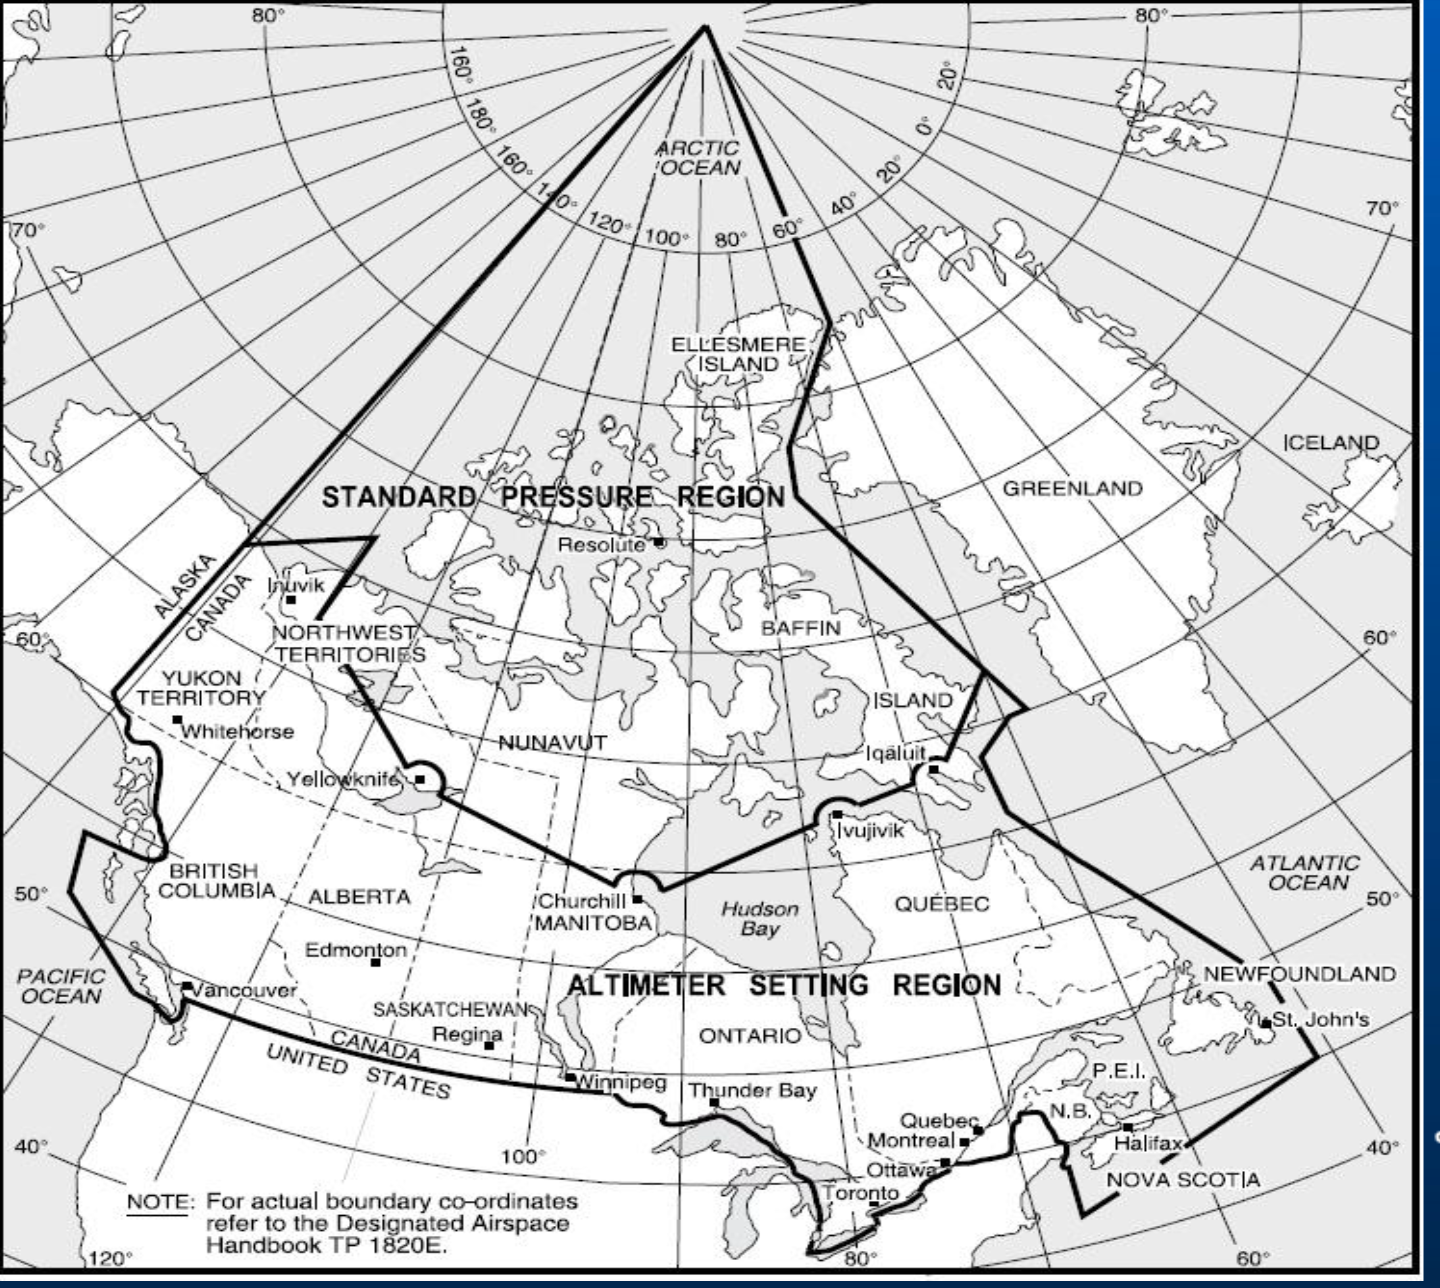 80°
80°
160°
180°
160°
140°
120°
100°
80°
60°
40°
20°
0°
20°
ARCTIC
OCEAN
70°
70°
ELLESMERE
ISLAND
ICELAND
GREENLAND
STANDARD PRESSURE REGION
Resolute
ALASKA
CANADA
Inuvik
NORTHWEST
TERRITORIES
BAFFIN
ISLAND
60°
60°
YUKON
TERRITORY
Whitehorse
NUNAVUT
Iqaluit
Yellowknife
Ivujivik
BRITISH
COLUMBIA
ALBERTA
Churchill
MANITOBA
Hudson
Bay
QUÉBEC
ATLANTIC
OCEAN
50°
50°
Edmonton
PACIFIC
OCEAN
Vancouver
ALTIMETER SETTING REGION
NEWFOUNDLAND
St. John's
SASKATCHEWAN
Regina
ONTARIO
CANADA
UNITED STATES
Winnipeg
Thunder Bay
P.E.I.
N.B.
Quebec
Montreal
Halifax
Ottawa
NOVA SCOTIA
Toronto
40°
40°
100°
NOTE: For actual boundary co-ordinates
refer to the Designated Airspace
Handbook TP 1820E.
120°
80°
60°